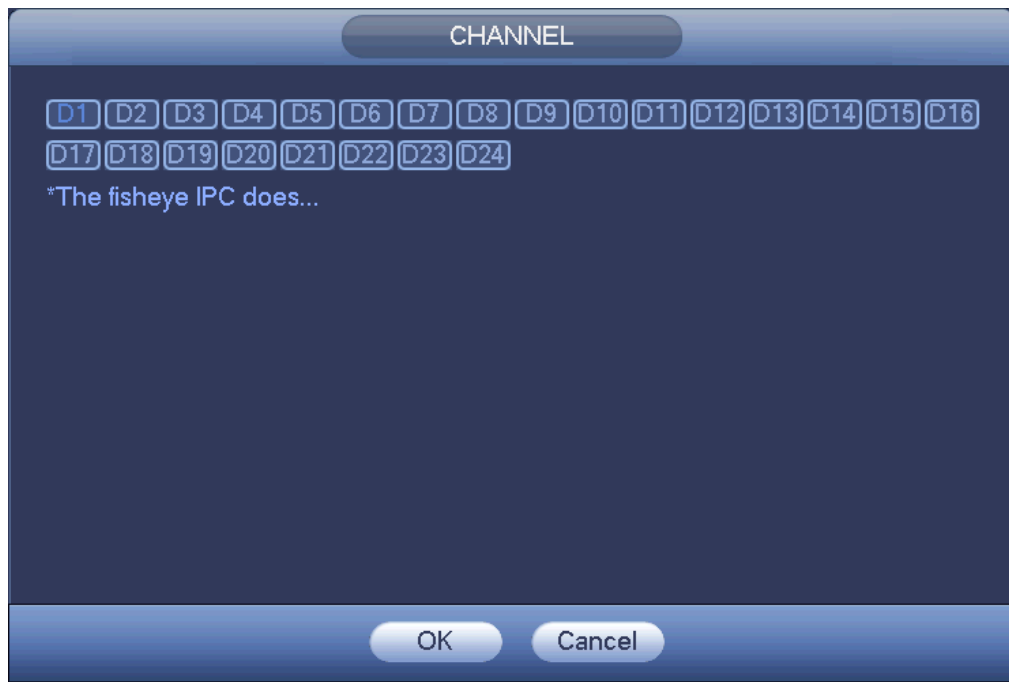 CHANNEL
D1 D2 D3 D4 D5 D6 D7 D8 D9 D10 D11 D12 D13 D14 D15 D16
D17 D18 D19 D20 D21 D22 D23 D24
*The fisheye IPC does...
OK Cancel